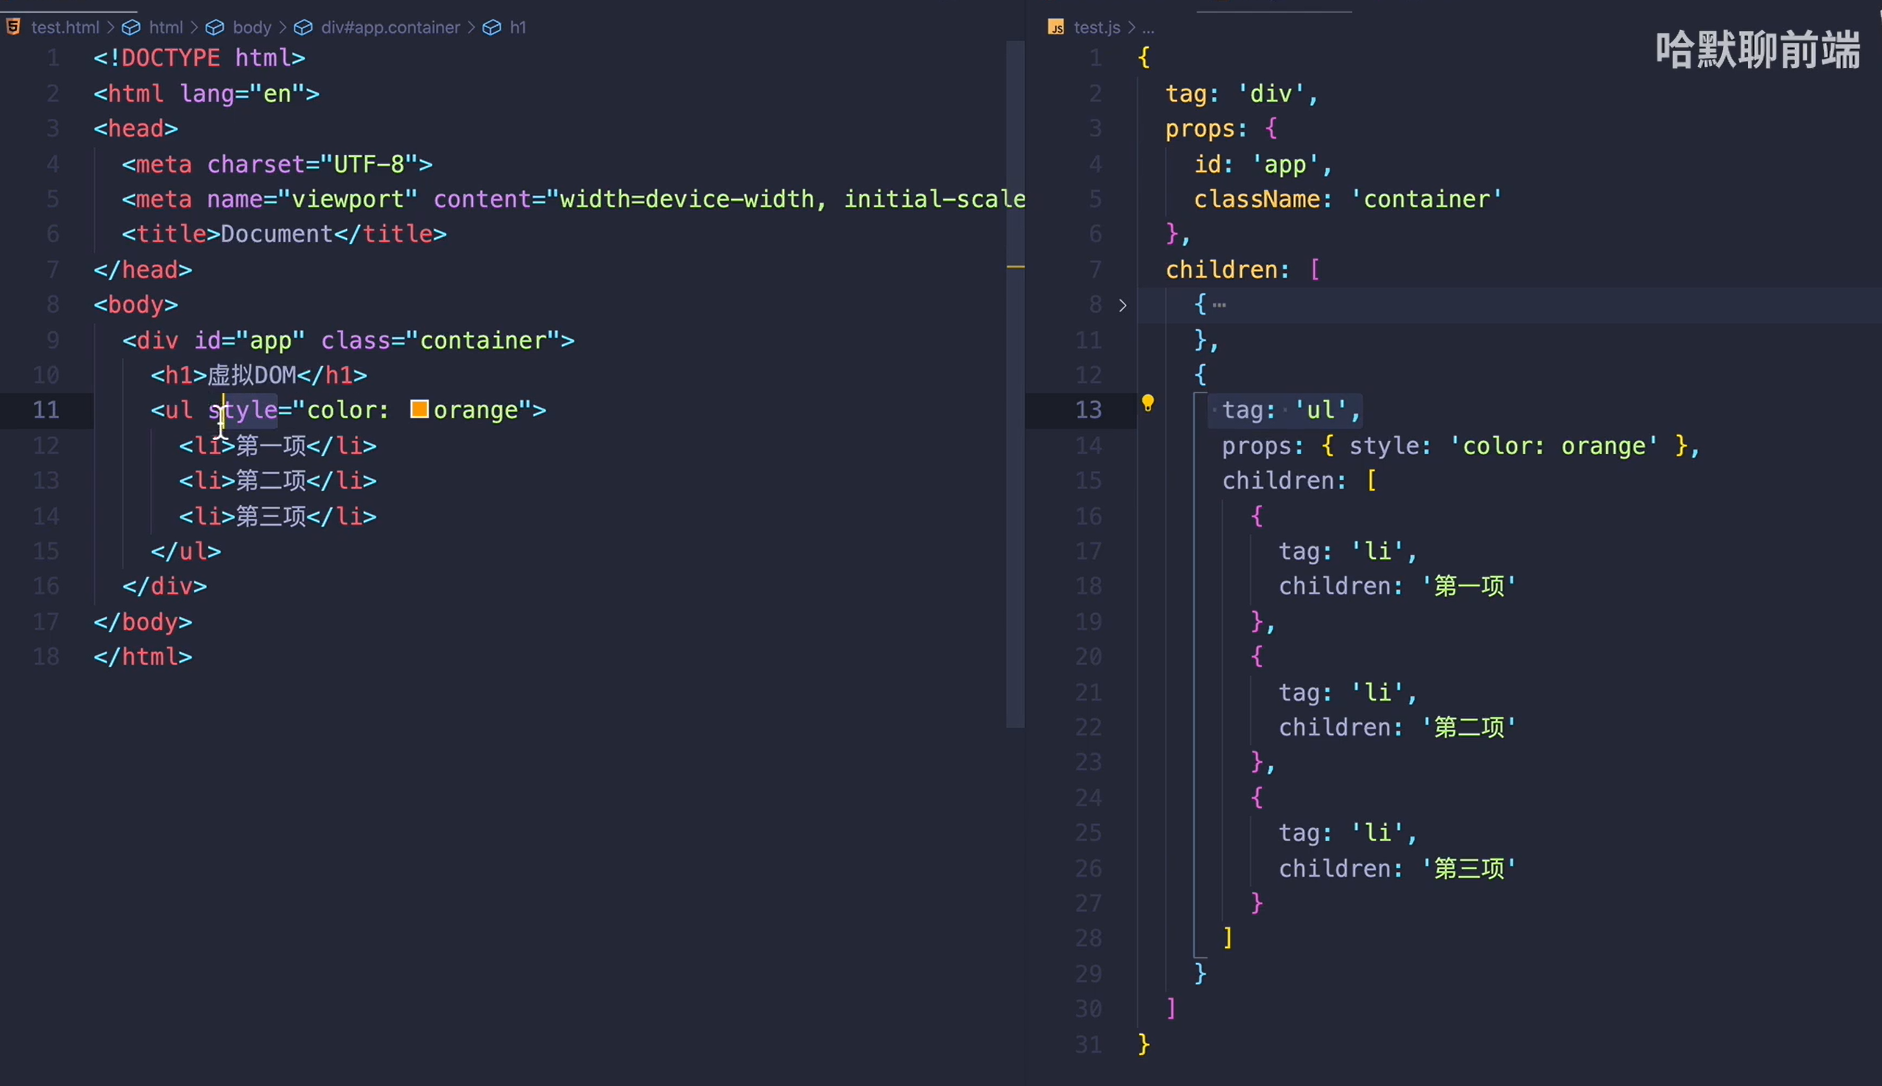 test.html > html > body > div#app.container > h1
1 <!DOCTYPE html>
2 <html lang="en">
3 <head>
4 <meta charset="UTF-8">
5 <meta name="viewport" content="width=device-width, initial-scale
6 <title>Document</title>
7 </head>
8 <body>
9 <div id="app" class="container">
10 <h1>虚拟DOM</h1>
11 <ul style="color: orange">
12 <li>第一项</li>
13 <li>第二项</li>
14 <li>第三项</li>
15 </ul>
16 </div>
17 </body>
18 </html>
JS test.js > ...
哈默聊前端
1 {
2 tag: 'div',
3 props: {
4 id: 'app',
5 className: 'container'
6 },
7 children: [
8 { ⋯
11 },
12 {
13 tag: 'ul',
14 props: { style: 'color: orange' },
15 children: [
16 {
17 tag: 'li',
18 children: '第一项'
19 },
20 {
21 tag: 'li',
22 children: '第二项'
23 },
24 {
25 tag: 'li',
26 children: '第三项'
27 }
28 ]
29 }
30 ]
31 }